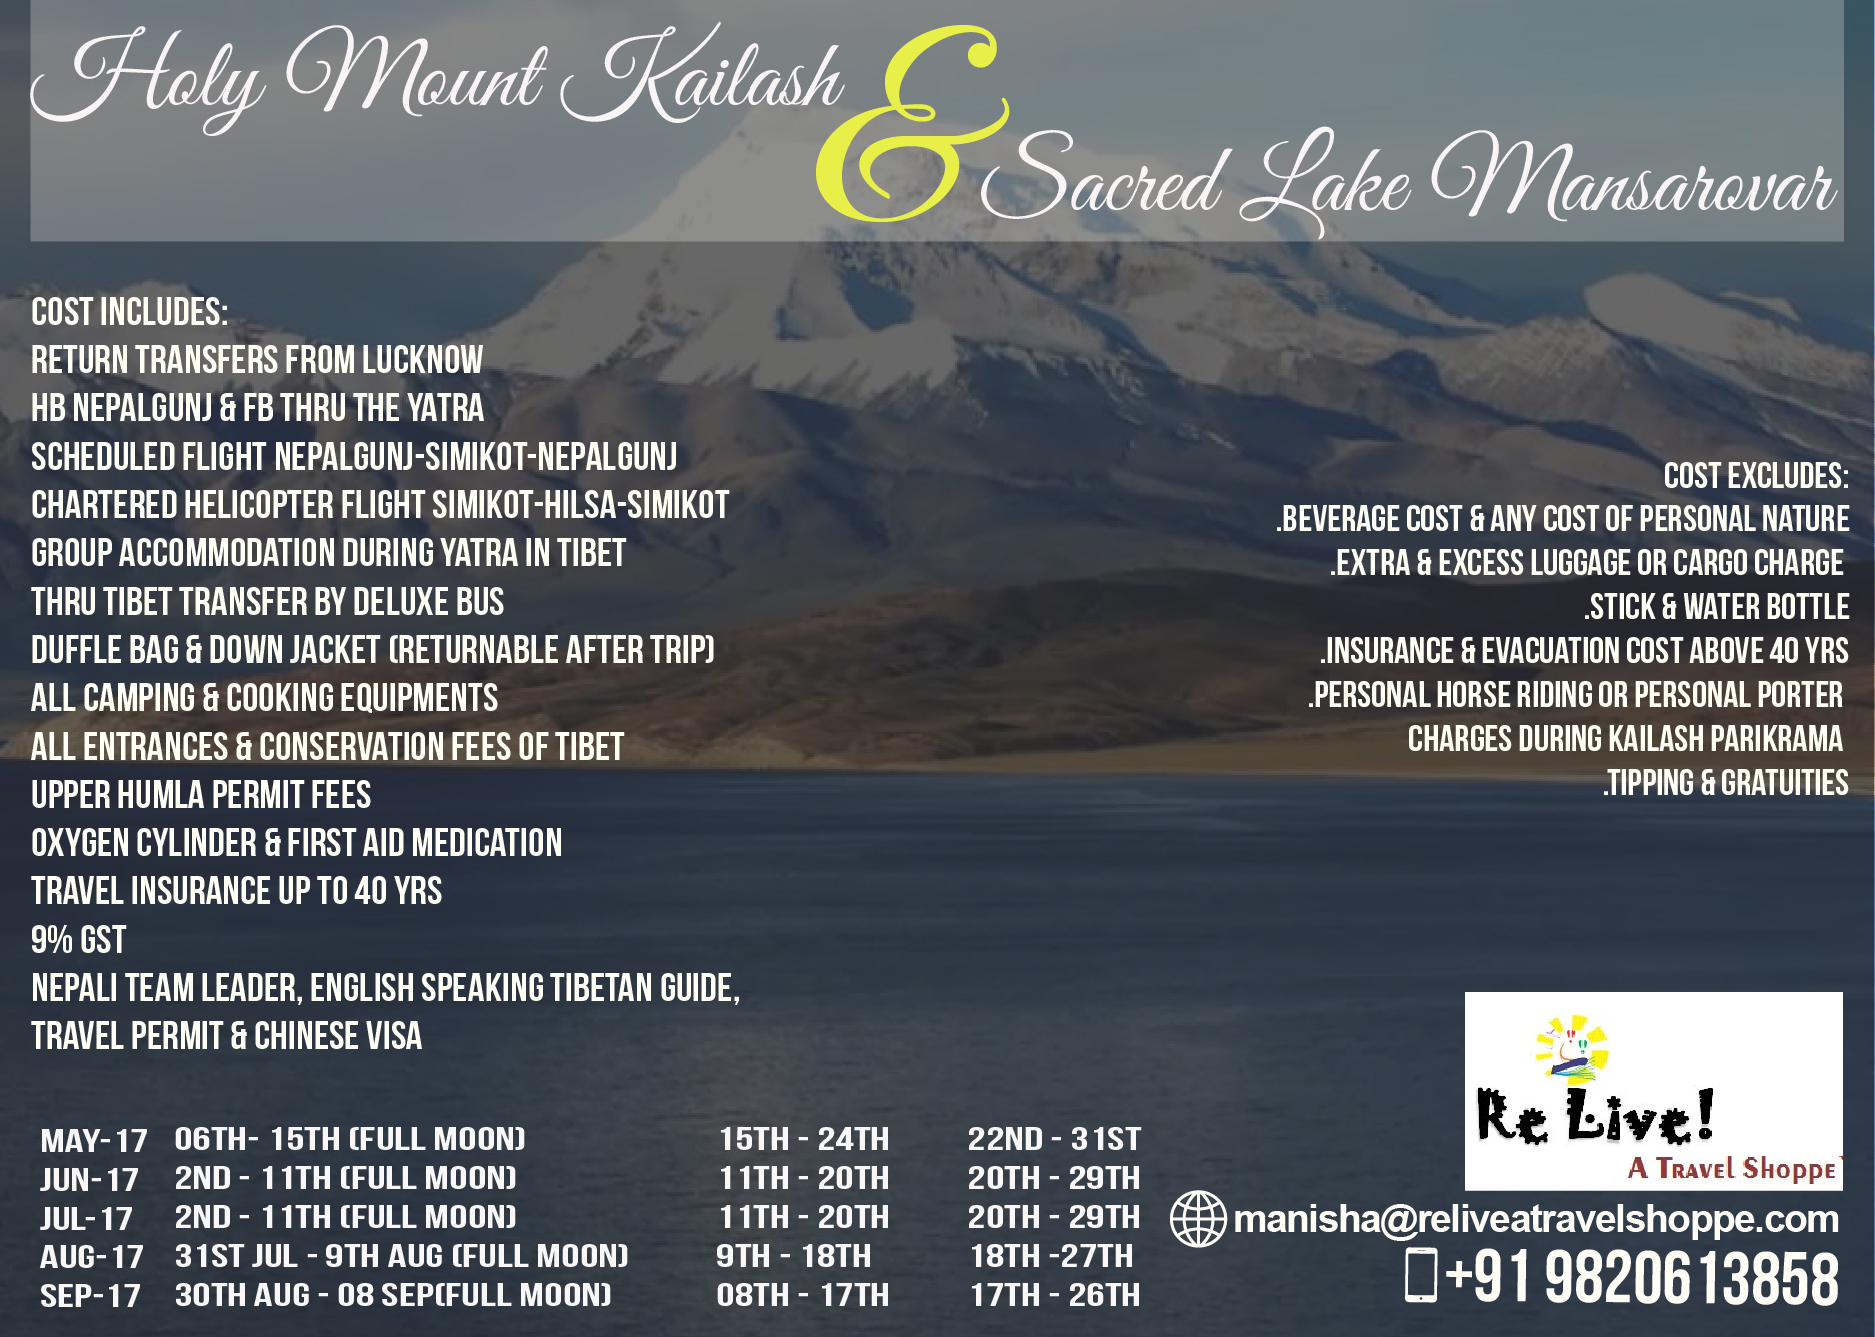 Holy Mount Kailash &
Sacred Lake Mansarovar
COST INCLUDES:
RETURN TRANSFERS FROM LUCKNOW
HB NEPALGUNJ & FB THRU THE YATRA
SCHEDULED FLIGHT NEPALGUNJ-SIMIKOT-NEPALGUNJ
CHARTERED HELICOPTER FLIGHT SIMIKOT-HILSA-SIMIKOT
GROUP ACCOMMODATION DURING YATRA IN TIBET
THRU TIBET TRANSFER BY DELUXE BUS
DUFFLE BAG & DOWN JACKET (RETURNABLE AFTER TRIP)
ALL CAMPING & COOKING EQUIPMENTS
ALL ENTRANCES & CONSERVATION FEES OF TIBET
UPPER HUMLA PERMIT FEES
OXYGEN CYLINDER & FIRST AID MEDICATION
TRAVEL INSURANCE UP TO 40 YRS
9% GST
NEPALI TEAM LEADER, ENGLISH SPEAKING TIBETAN GUIDE,
TRAVEL PERMIT & CHINESE VISA
COST EXCLUDES:
.BEVERAGE COST & ANY COST OF PERSONAL NATURE
.EXTRA & EXCESS LUGGAGE OR CARGO CHARGE
.STICK & WATER BOTTLE
.INSURANCE & EVACUATION COST ABOVE 40 YRS
.PERSONAL HORSE RIDING OR PERSONAL PORTER
CHARGES DURING KAILASH PARIKRAMA
.TIPPING & GRATUITIES
MAY-17 06TH- 15TH (FULL MOON) 15TH - 24TH 22ND - 31ST
JUN-17 2ND - 11TH (FULL MOON) 11TH - 20TH 20TH - 29TH
JUL-17 2ND - 11TH (FULL MOON) 11TH - 20TH 20TH - 29TH
AUG-17 31ST JUL - 9TH AUG (FULL MOON) 9TH - 18TH 18TH -27TH
SEP-17 30TH AUG - 08 SEP(FULL MOON) 08TH - 17TH 17TH - 26TH
Re Live!
A Travel Shoppe
manisha@reliveatravelshoppe.com
+91 9820613858